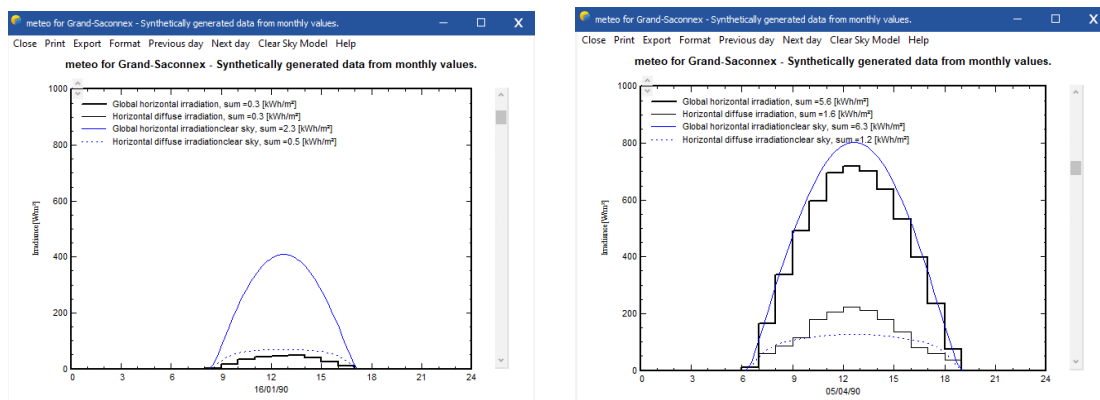 meteo for Grand-Saconnex - Synthetically generated data from monthly values.
Close Print Export Format Previous day Next day Clear Sky Model Help
meteo for Grand-Saconnex - Synthetically generated data from monthly values.
1000
Global horizontal irradiation, sum =0.3 [kWh/m²]
Horizontal diffuse irradiation, sum =0.3 [kWh/m²]
Global horizontal irradiationclear sky, sum =2.3 [kWh/m²]
Horizontal diffuse irradiationclear sky, sum =0.5 [kWh/m²]
800
600
Irradiance[W/m²]
400
200
0
0 3 6 9 12 15 18 21 24
16/01/90
meteo for Grand-Saconnex - Synthetically generated data from monthly values.
Close Print Export Format Previous day Next day Clear Sky Model Help
meteo for Grand-Saconnex - Synthetically generated data from monthly values.
1000
Global horizontal irradiation, sum =5.6 [kWh/m²]
Horizontal diffuse irradiation, sum =1.6 [kWh/m²]
Global horizontal irradiationclear sky, sum =6.3 [kWh/m²]
Horizontal diffuse irradiationclear sky, sum =1.2 [kWh/m²]
800
600
Irradiance[W/m²]
400
200
0
0 3 6 9 12 15 18 21 24
05/04/90